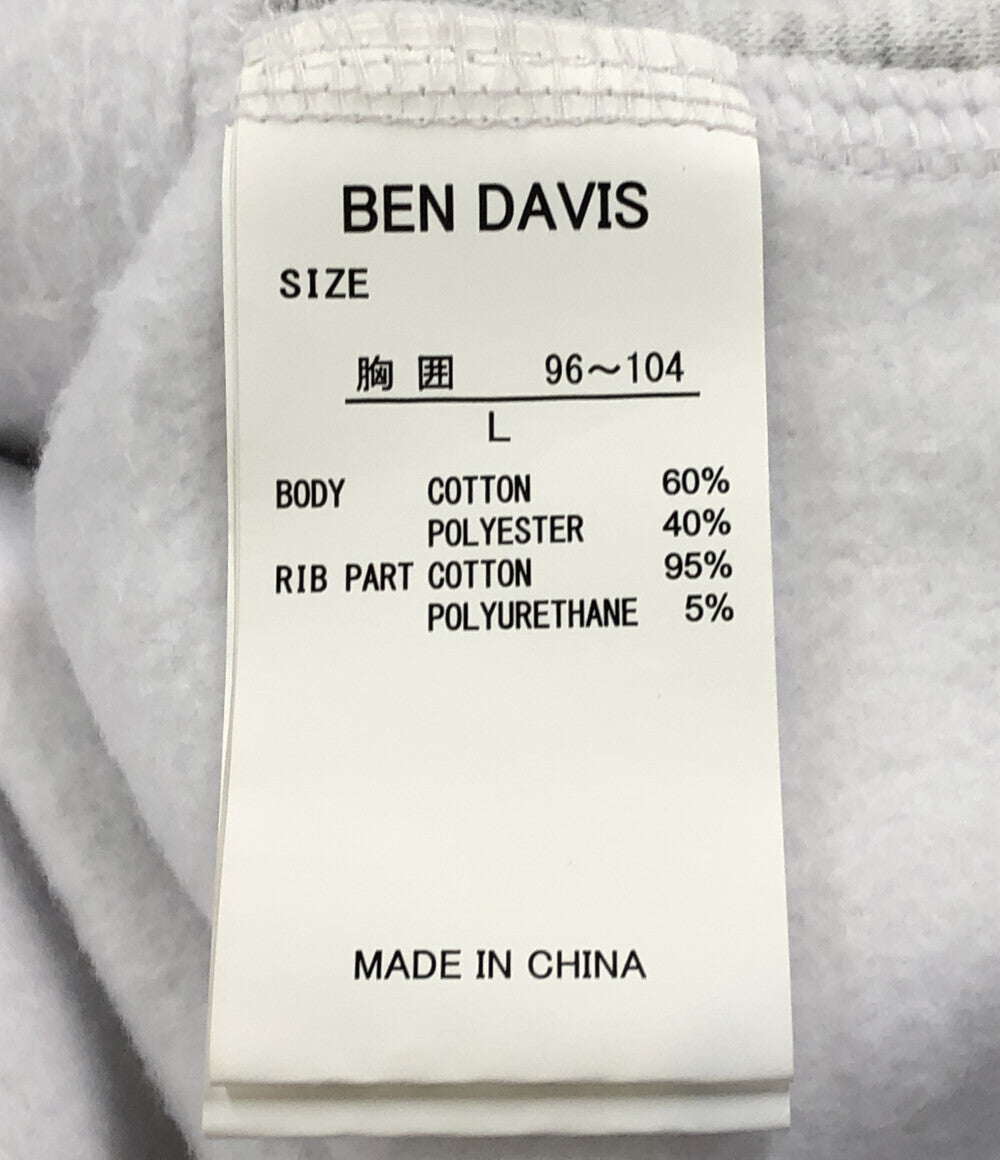 BEN DAVIS
SIZE
胸 囲 96〜104
L
BODY COTTON 60%
POLYESTER 40%
RIB PART COTTON 95%
POLYURETHANE 5%
MADE IN CHINA